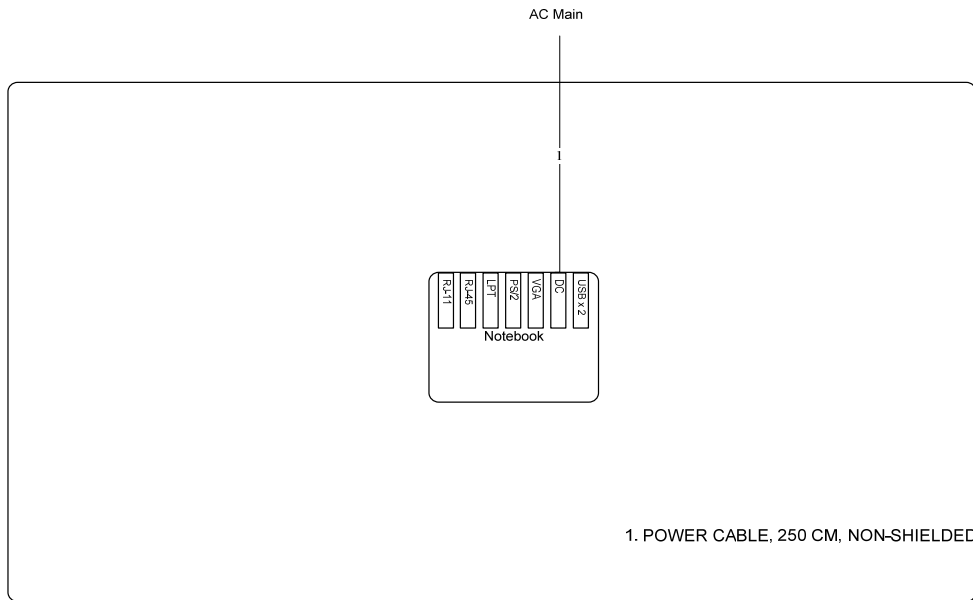 AC Main
1
RJ-11
RJ-45
LPT
PS/2
VGA
DC
USB x 2
Notebook
1. POWER CABLE, 250 CM, NON-SHIELDED